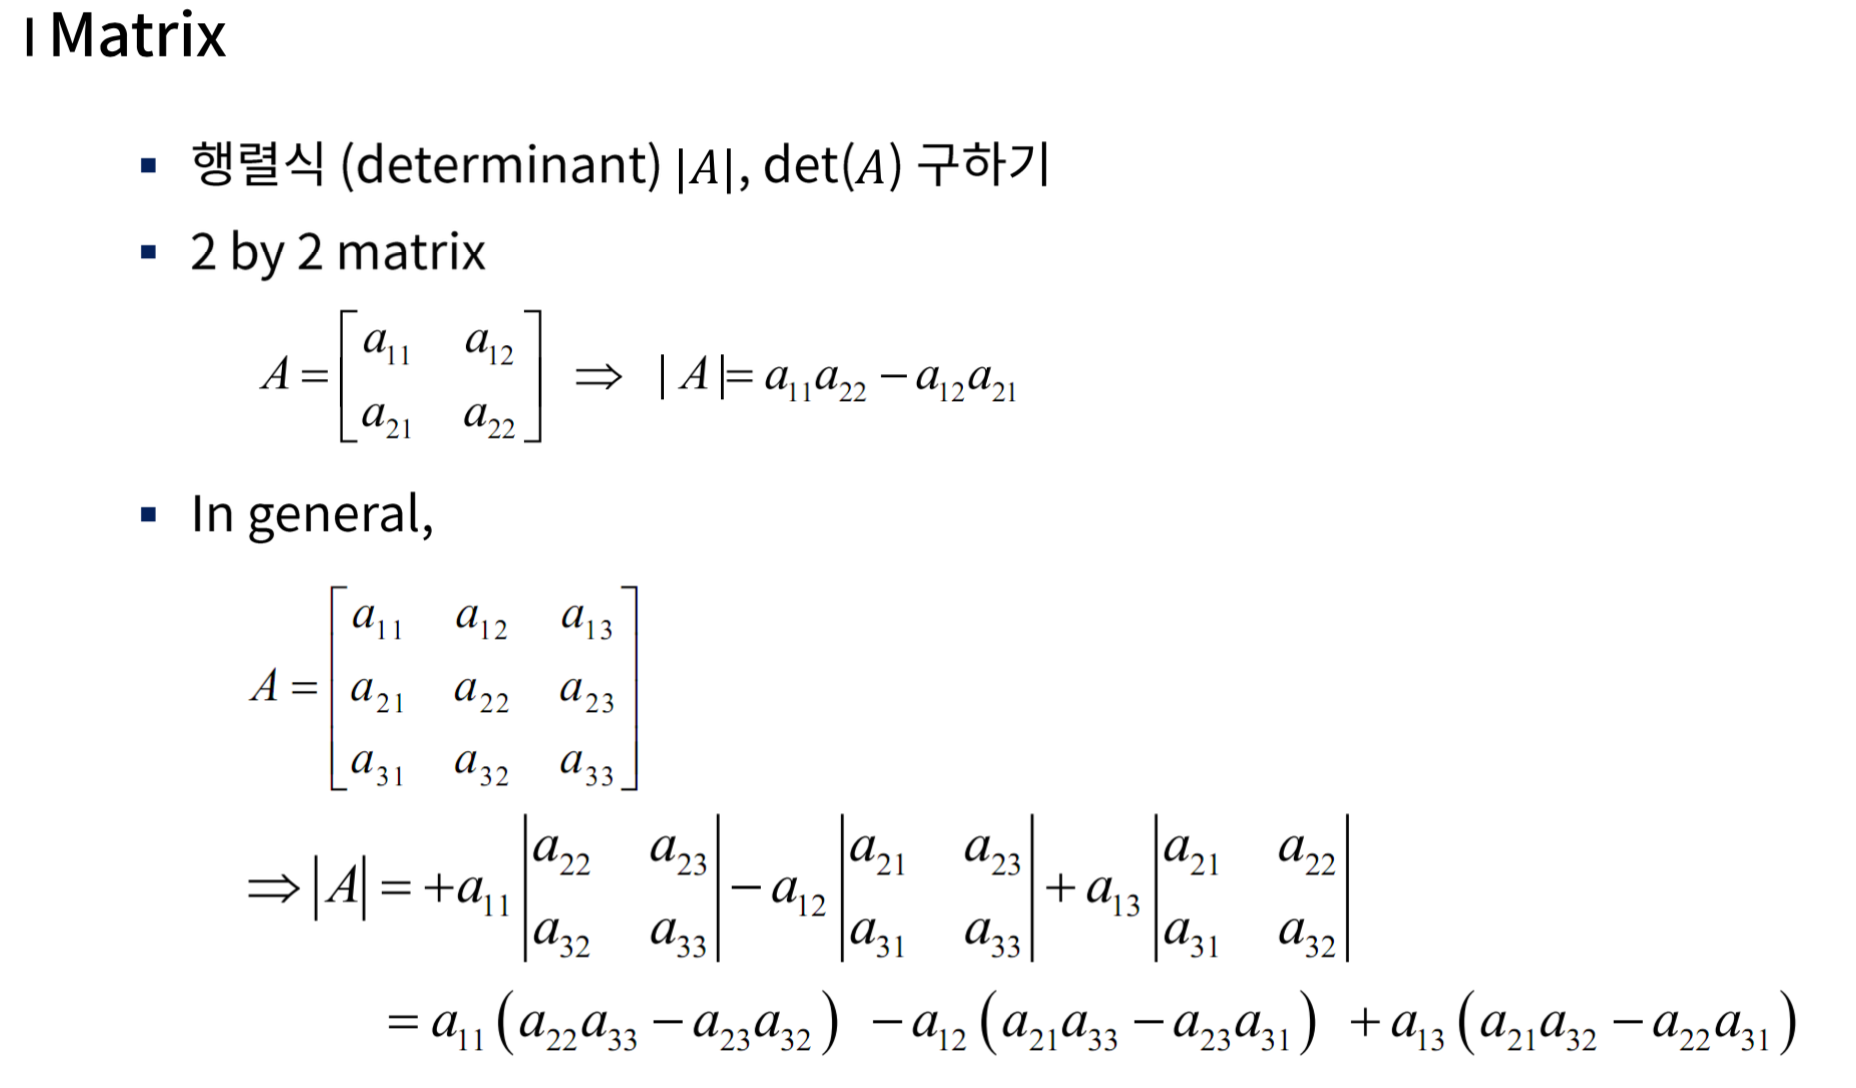 | Matrix
▪ 행렬식 (determinant) |A|, det(A) 구하기
▪ 2 by 2 matrix
A = [a₁₁ a₁₂; a₂₁ a₂₂] ⇒ | A |= a₁₁a₂₂ − a₁₂a₂₁
▪ In general,
A = [a₁₁ a₁₂ a₁₃; a₂₁ a₂₂ a₂₃; a₃₁ a₃₂ a₃₃]
⇒ |A| = +a₁₁ |a₂₂ a₂₃; a₃₂ a₃₃| − a₁₂ |a₂₁ a₂₃; a₃₁ a₃₃| + a₁₃ |a₂₁ a₂₂; a₃₁ a₃₂|
= a₁₁(a₂₂a₃₃ − a₂₃a₃₂) − a₁₂(a₂₁a₃₃ − a₂₃a₃₁) + a₁₃(a₂₁a₃₂ − a₂₂a₃₁)